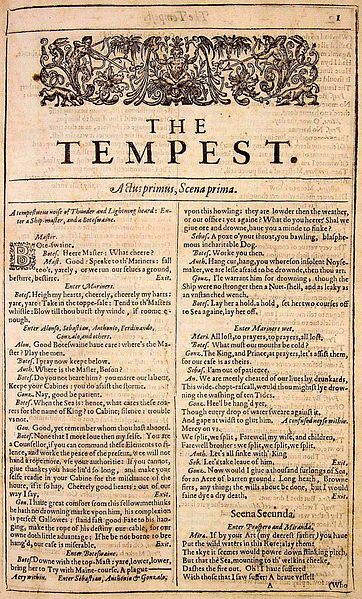 1
THE
TEMPEST.
Actus primus, Scena prima.
A tempestuous noise of Thunder and Lightning heard: En-
ter a Ship-master, and a Boteswaine.
Master.
BOte-swaine.
Botes. Heere Master: What cheere?
Mast. Good: Speake to th'Mariners: fall
too't, yarely, or we run our selues a ground,
bestirre, bestirre. Exit.
Enter Mariners.
Botes. Heigh my hearts, cheerely, cheerely my harts:
yare, yare: Take in the toppe-sale: Tend to th'Masters
whistle: Blow till thou burst thy winde, if roome e-
nough.
Enter Alonso, Sebastian, Anthonio, Ferdinando,
Gonzalo, and others.
Alon. Good Boteswaine haue care: where's the Ma-
ster? Play the men.
Botes. I pray now keepe below.
Anth. Where is the Master, Boson?
Botes. Do you not heare him? you marre our labour,
Keepe your Cabines: you do assist the storme.
Gonz. Nay, good be patient.
Botes. When the Sea is: hence, what cares these roa-
rers for the name of King? to Cabine; silence: trouble
vs not.
Gon. Good, yet remember whom thou hast aboord.
Botes. None that I more loue then my selfe. You are
a Counsellor, if you can command these Elements to si-
lence, and worke the peace of the present, wee will not
hand a rope more, vse your authoritie: If you cannot,
giue thankes you haue liu'd so long, and make your
selfe readie in your Cabine for the mischance of the
houre, if it so hap. Cheerely good hearts: out of our
way I say. Exit.
Gon. I haue great comfort from this fellow: methinks
he hath no drowning marke vpon him, his complexion
is perfect Gallowes: stand fast good Fate to his han-
ging, make the rope of his destiny our cable, for our
owne doth little aduantage: If he be not borne to bee
hang'd, our case is miserable. Exit.
Enter Boteswaine.
Botes. Downe with the top-Mast: yare, lower, lower,
bring her to Try with Maine-course. A plague
A cry within. Enter Sebastian, Anthonio & Gonzalo.
vpon this howling: they are lowder then the weather,
or our office: yet againe? What do you heere? Shal we
giue ore and drowne, haue you a minde to sinke?
Sebas. A poxe o'your throat, you bawling, blasphe-
mous incharitable Dog.
Botes. Worke you then.
Anth. Hang cur, hang, you whoreson insolent Noyse-
maker, we are lesse afraid to be drownde, then thou art.
Gonz. I'le warrant him for drowning, though the
Ship were no stronger then a Nutt-shell, and as leaky as
an vnstanched wench.
Botes. Lay her a hold, a hold, set her two courses off
to Sea againe, lay her off.
Enter Mariners wet.
Mari. All lost, to prayers, to prayers, all lost.
Botes. What must our mouths be cold?
Gonz. The King, and Prince, at prayers, let's assist them,
for our case is as theirs.
Sebas. I'am out of patience.
An. We are meerly cheated of our liues by drunkards,
This wide-chopt-rascall, would thou mightst lye drow-
ning the washing of ten Tides.
Gonz. Hee'l be hang'd yet,
Though euery drop of water sweare against it,
And gape at widst to glut him. A confused noyse within.
Mercy on vs.
We split, we split, Farewell my wife, and children,
Farewell brother: we split, we split, we split.
Anth. Let's all sinke with' King
Seb. Let's take leaue of him. Exit.
Gonz. Now would I giue a thousand furlongs of Sea,
for an Acre of barren ground: Long heath, Browne
firrs, any thing; the wills aboue be done, but I would
faine dye a dry death. Exit.
Scena Secunda.
Enter Prospero and Miranda.
Mira. If by your Art (my deerest father) you haue
Put the wild waters in this Rore; alay them:
The skye it seemes would powre down stinking pitch,
But that the Sea, mounting to th' welkins cheeke,
Dashes the fire out. Oh! I haue suffered
With those that I saw suffer: A braue vessell
A
(Who